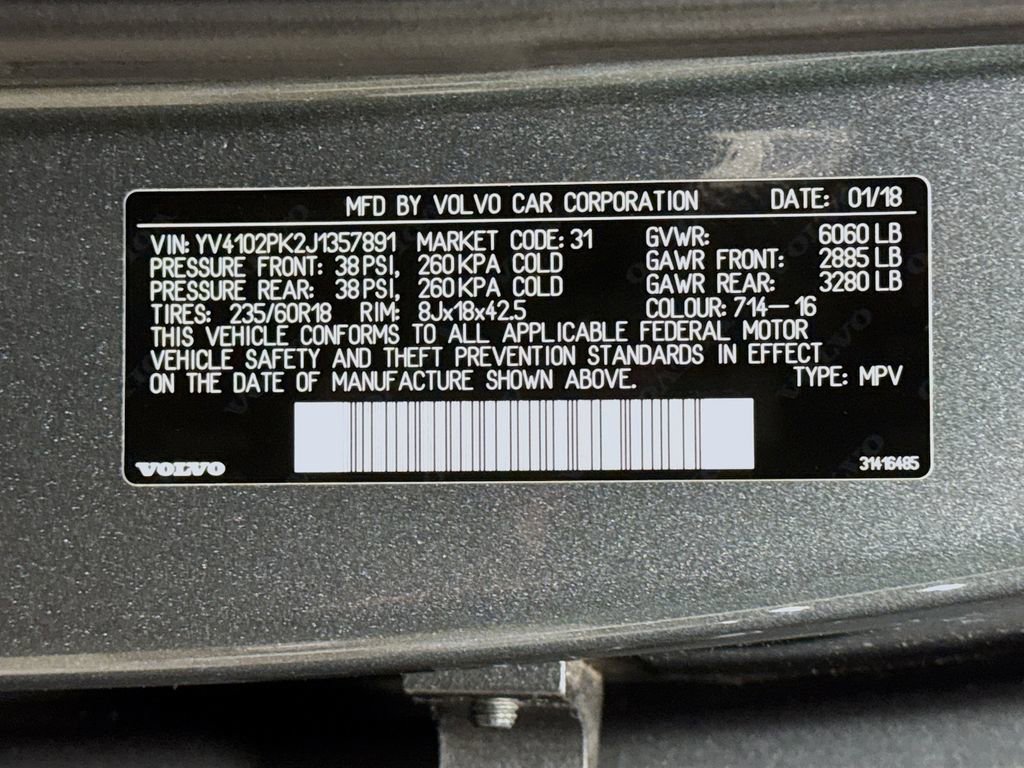 MFD BY VOLVO CAR CORPORATION DATE: 01/18
VIN: YV4102PK2J1357891 MARKET CODE: 31 GVWR: 6060 LB
PRESSURE FRONT: 38 PSI, 260 KPA COLD GAWR FRONT: 2885 LB
PRESSURE REAR: 38 PSI, 260 KPA COLD GAWR REAR: 3280 LB
TIRES: 235/60R18 RIM: 8Jx18x42.5 COLOUR: 714-16
THIS VEHICLE CONFORMS TO ALL APPLICABLE FEDERAL MOTOR
VEHICLE SAFETY AND THEFT PREVENTION STANDARDS IN EFFECT
ON THE DATE OF MANUFACTURE SHOWN ABOVE. TYPE: MPV
VOLVO 31416485